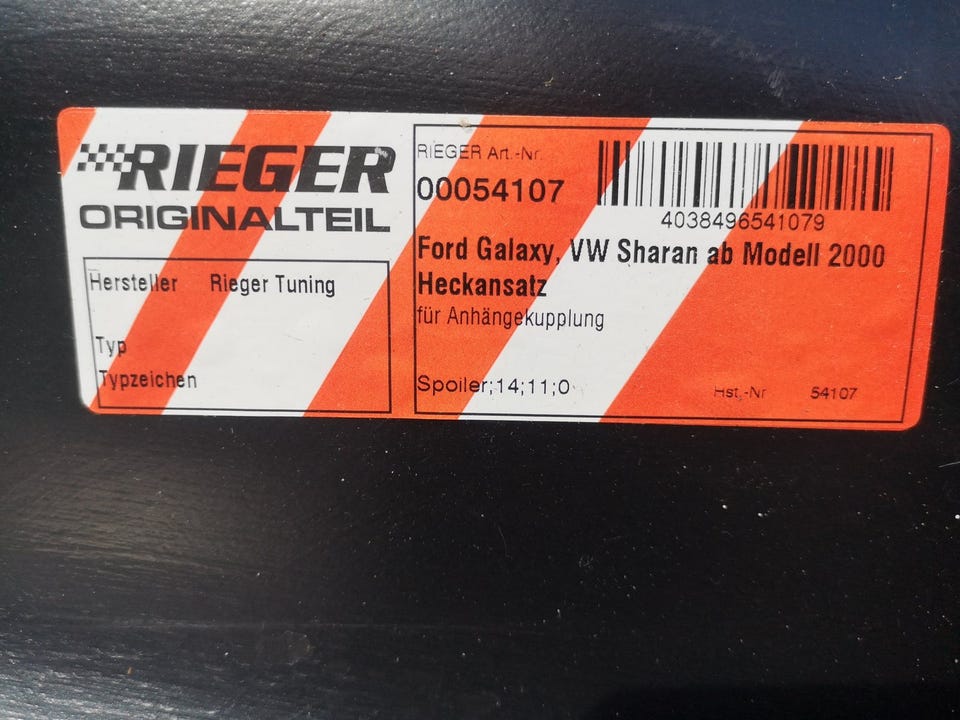 RIEGER
ORIGINALTEIL
Hersteller Rieger Tuning
Typ
Typzeichen
RIEGER Art.-Nr.
00054107
4038496541079
Ford Galaxy, VW Sharan ab Modell 2000
Heckansatz
für Anhängekupplung
Spoiler;14;11;0
Hst.-Nr 54107